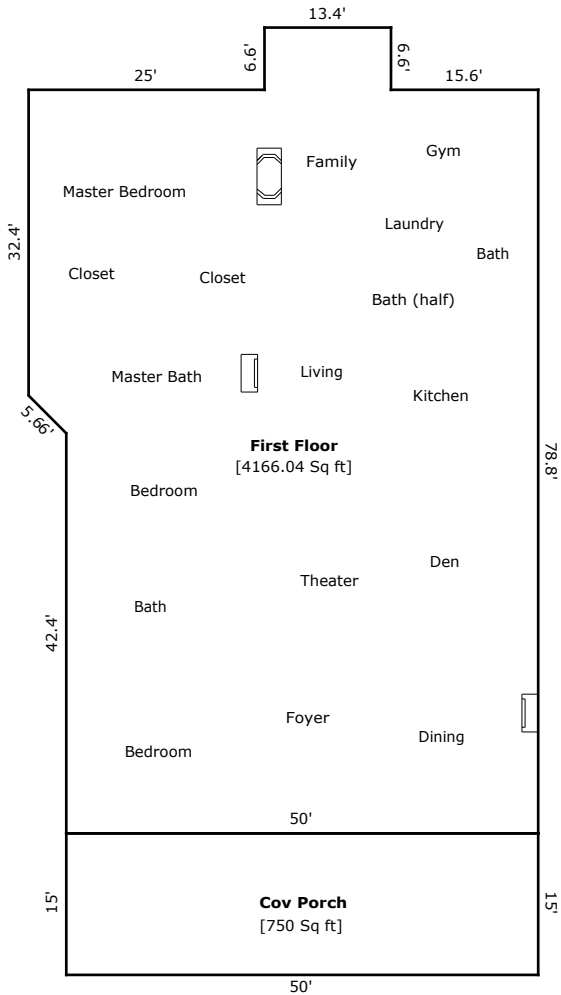 13.4'
6.6'
6.6'
25'
15.6'
Gym
Family
Master Bedroom
Laundry
32.4'
Bath
Closet
Closet
Bath (half)
Living
Master Bath
Kitchen
5.66'
First Floor
[4166.04 Sq ft]
78.8'
Bedroom
Den
Theater
Bath
42.4'
Foyer
Dining
Bedroom
50'
15'
Cov Porch
15'
[750 Sq ft]
50'